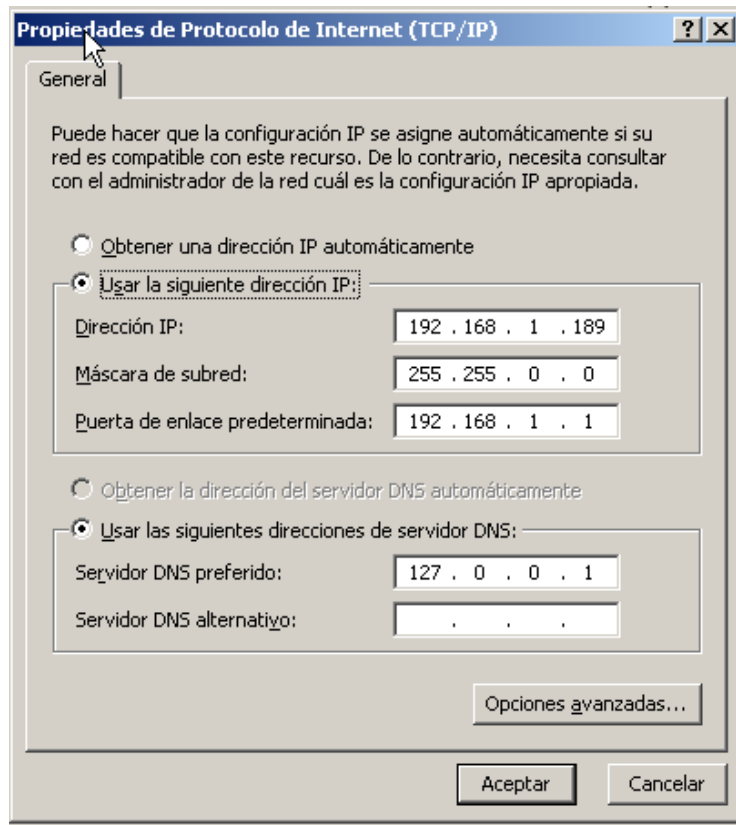 Propiedades de Protocolo de Internet (TCP/IP)
General
Puede hacer que la configuración IP se asigne automáticamente si su
red es compatible con este recurso. De lo contrario, necesita consultar
con el administrador de la red cuál es la configuración IP apropiada.
Obtener una dirección IP automáticamente
Usar la siguiente dirección IP:
Dirección IP: 192 . 168 . 1 . 189
Máscara de subred: 255 . 255 . 0 . 0
Puerta de enlace predeterminada: 192 . 168 . 1 . 1
Obtener la dirección del servidor DNS automáticamente
Usar las siguientes direcciones de servidor DNS:
Servidor DNS preferido: 127 . 0 . 0 . 1
Servidor DNS alternativo: . . .
Opciones avanzadas...
Aceptar Cancelar